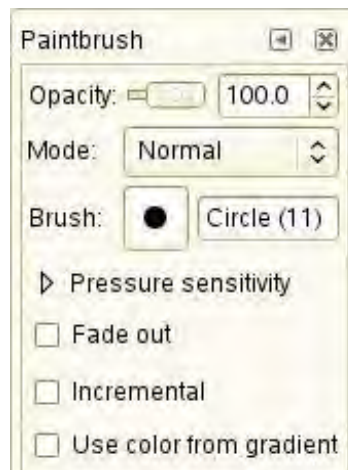 Paintbrush
Opacity: 100.0
Mode: Normal
Brush: Circle (11)
Pressure sensitivity
Fade out
Incremental
Use color from gradient